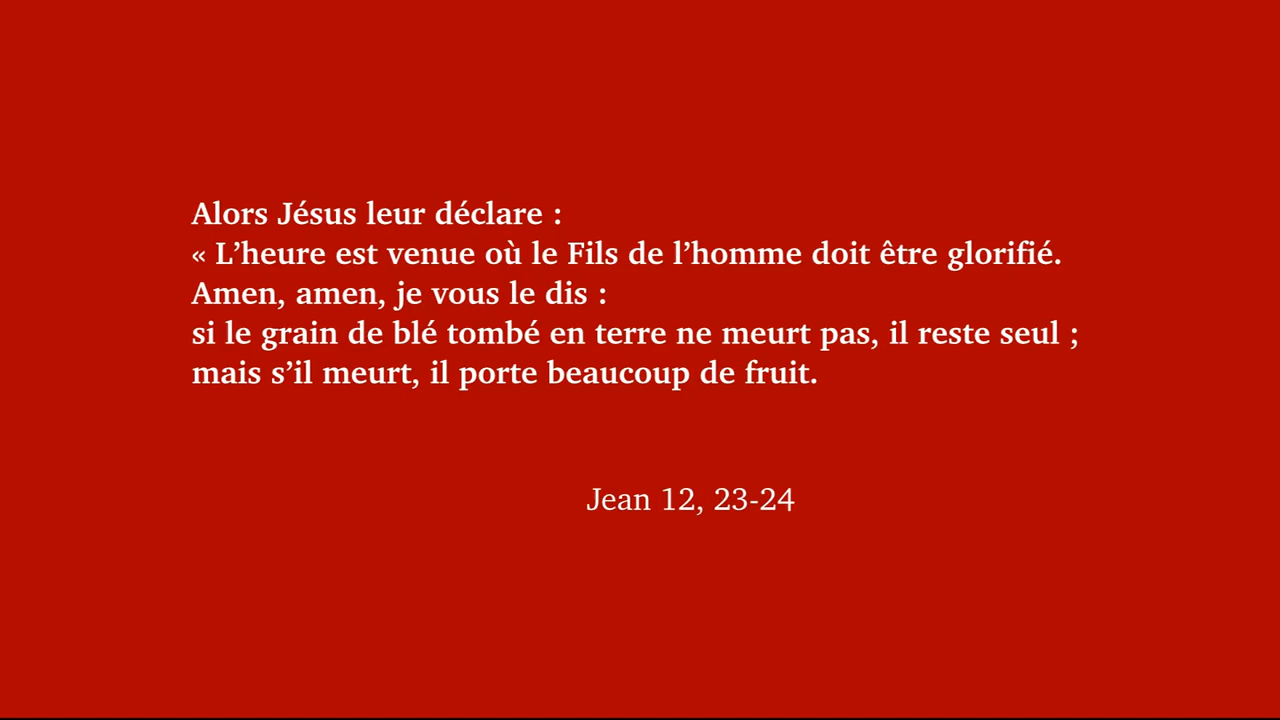 Alors Jésus leur déclare :
« L’heure est venue où le Fils de l’homme doit être glorifié.
Amen, amen, je vous le dis :
si le grain de blé tombé en terre ne meurt pas, il reste seul ;
mais s’il meurt, il porte beaucoup de fruit.
Jean 12, 23-24